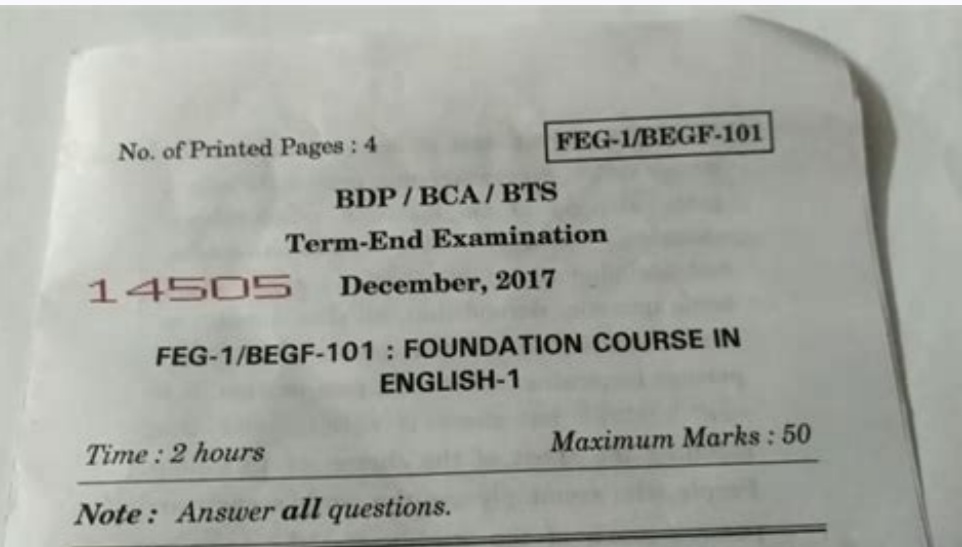 No. of Printed Pages : 4 FEG-1/BEGF-101
BDP / BCA / BTS
Term-End Examination
14505 December, 2017
FEG-1/BEGF-101 : FOUNDATION COURSE IN
ENGLISH-1
Time : 2 hours Maximum Marks : 50
Note : Answer all questions.